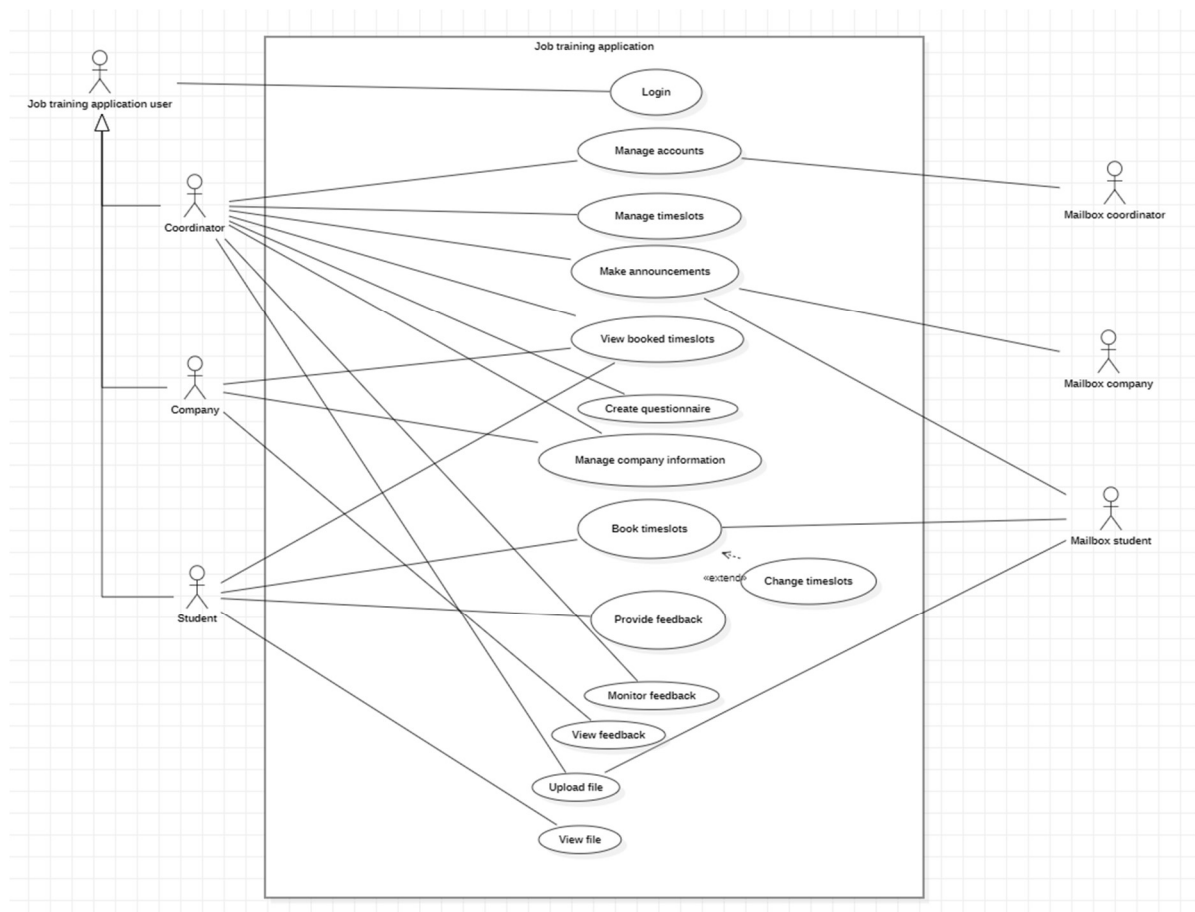 Job training application
Job training application user
Login
Manage accounts
Mailbox coordinator
Manage timeslots
Coordinator
Make announcements
View booked timeslots
Mailbox company
Company
Create questionnaire
Manage company information
Book timeslots
Mailbox student
«extend»
Change timeslots
Student
Provide feedback
Monitor feedback
View feedback
Upload file
View file